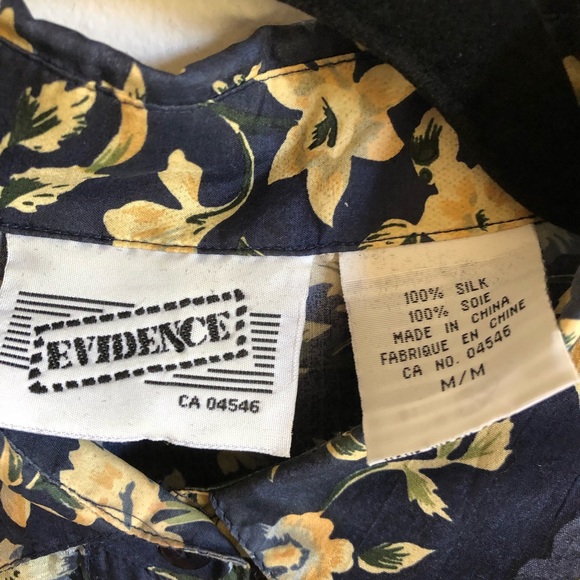 EVIDENCE
CA 04546
100% SILK
100% SOIE
MADE IN CHINA
FABRIQUE EN CHINE
CA NO. 04546
M/M